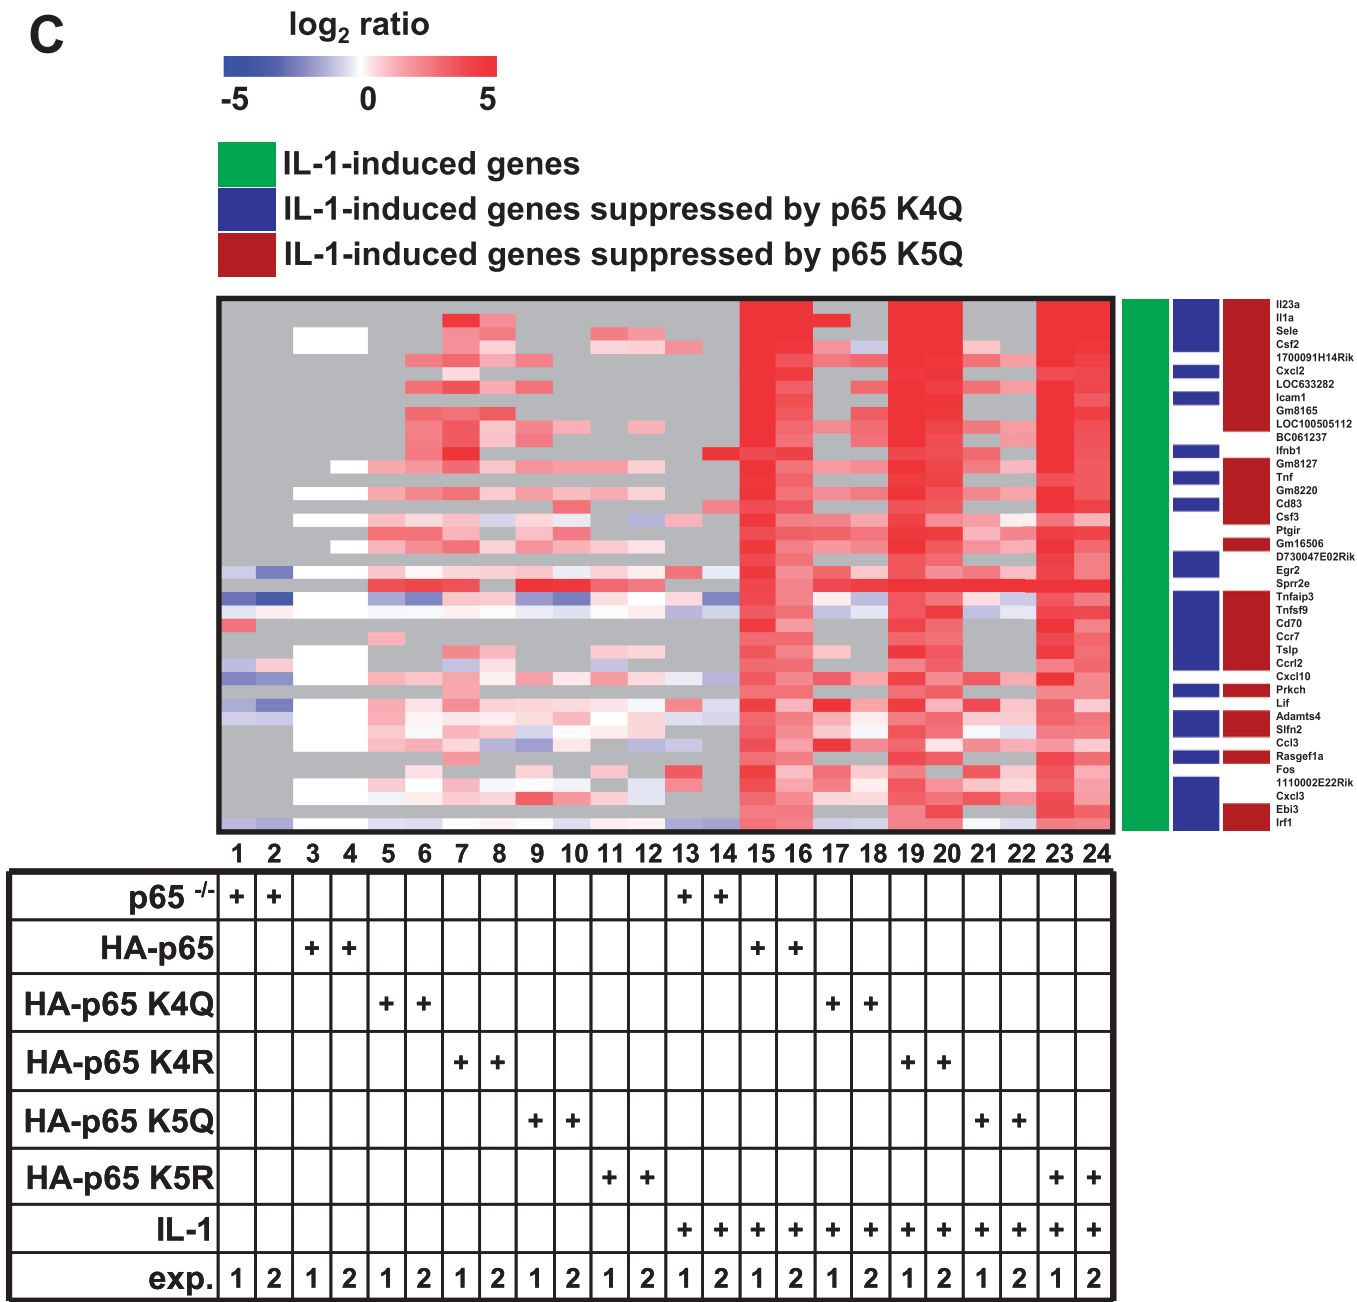 C
log2 ratio
-5 0 5
IL-1-induced genes
IL-1-induced genes suppressed by p65 K4Q
IL-1-induced genes suppressed by p65 K5Q
Il23a
Il1a
Sele
Csf2
1700091H14Rik
Cxcl2
LOC633282
Icam1
Gm8165
LOC100505112
BC061237
Ifnb1
Gm8127
Tnf
Gm8220
Cd83
Csf3
Ptgir
Gm16506
D730047E02Rik
Egr2
Sprr2e
Tnfaip3
Tnfsf9
Cd70
Ccr7
Tslp
Ccrl2
Cxcl10
Prkch
Lif
Adamts4
Slfn2
Ccl3
Rasgef1a
Fos
1110002E22Rik
Cxcl3
Ebi3
Irf1
1 2 3 4 5 6 7 8 9 10 11 12 13 14 15 16 17 18 19 20 21 22 23 24
p65 -/- + + + +
HA-p65 + + + +
HA-p65 K4Q + + + +
HA-p65 K4R + + + +
HA-p65 K5Q + + + +
HA-p65 K5R + + + +
IL-1 + + + + + + + + + + + +
exp. 1 2 1 2 1 2 1 2 1 2 1 2 1 2 1 2 1 2 1 2 1 2 1 2